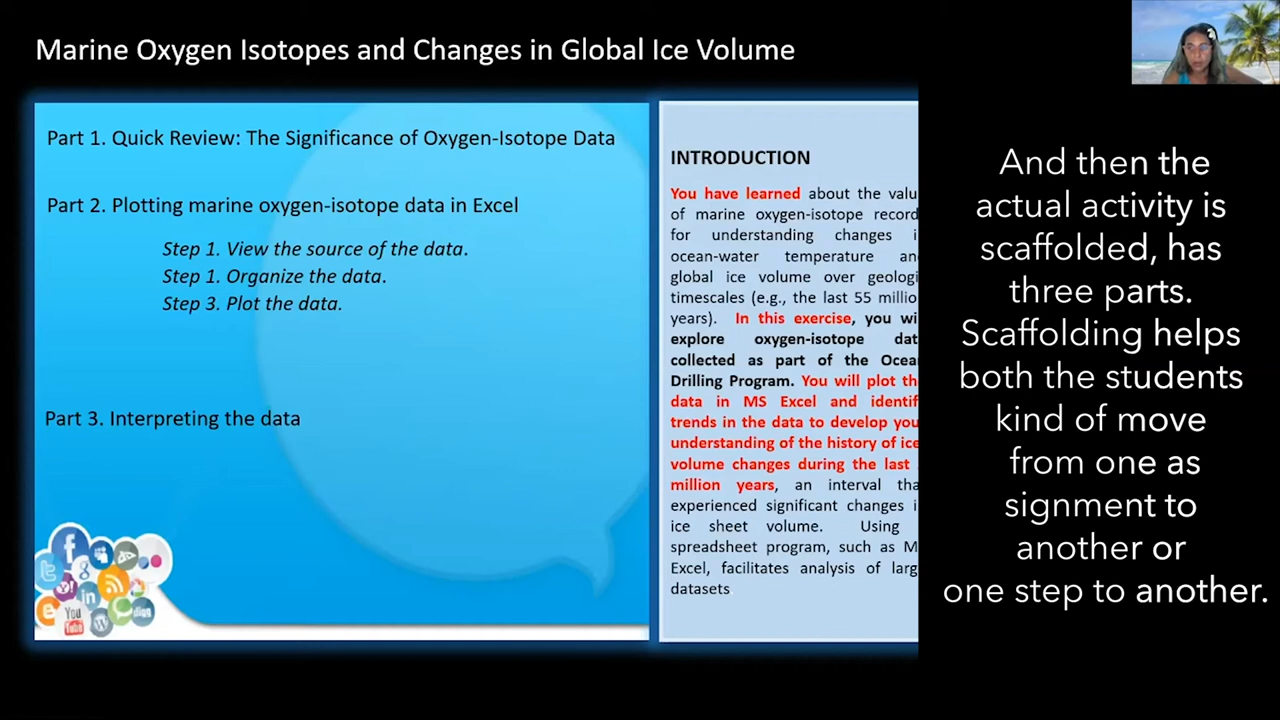 Marine Oxygen Isotopes and Changes in Global Ice Volume
Part 1. Quick Review: The Significance of Oxygen-Isotope Data
Part 2. Plotting marine oxygen-isotope data in Excel
Step 1. View the source of the data.
Step 1. Organize the data.
Step 3. Plot the data.
Part 3. Interpreting the data
You
Tube
digg
INTRODUCTION
You have learned about the valu
of marine oxygen-isotope record
for understanding changes i
ocean-water temperature an
global ice volume over geologi
timescales (e.g., the last 55 millio
years). In this exercise, you wi
explore oxygen-isotope dat
collected as part of the Ocea
Drilling Program. You will plot th
data in MS Excel and identif
trends in the data to develop you
understanding of the history of ice
volume changes during the last
million years, an interval tha
experienced significant changes i
ice sheet volume. Using
spreadsheet program, such as M
Excel, facilitates analysis of larg
datasets.
And then the
actual activity is
scaffolded, has
three parts.
Scaffolding helps
both the students
kind of move
from one as
signment to
another or
one step to another.